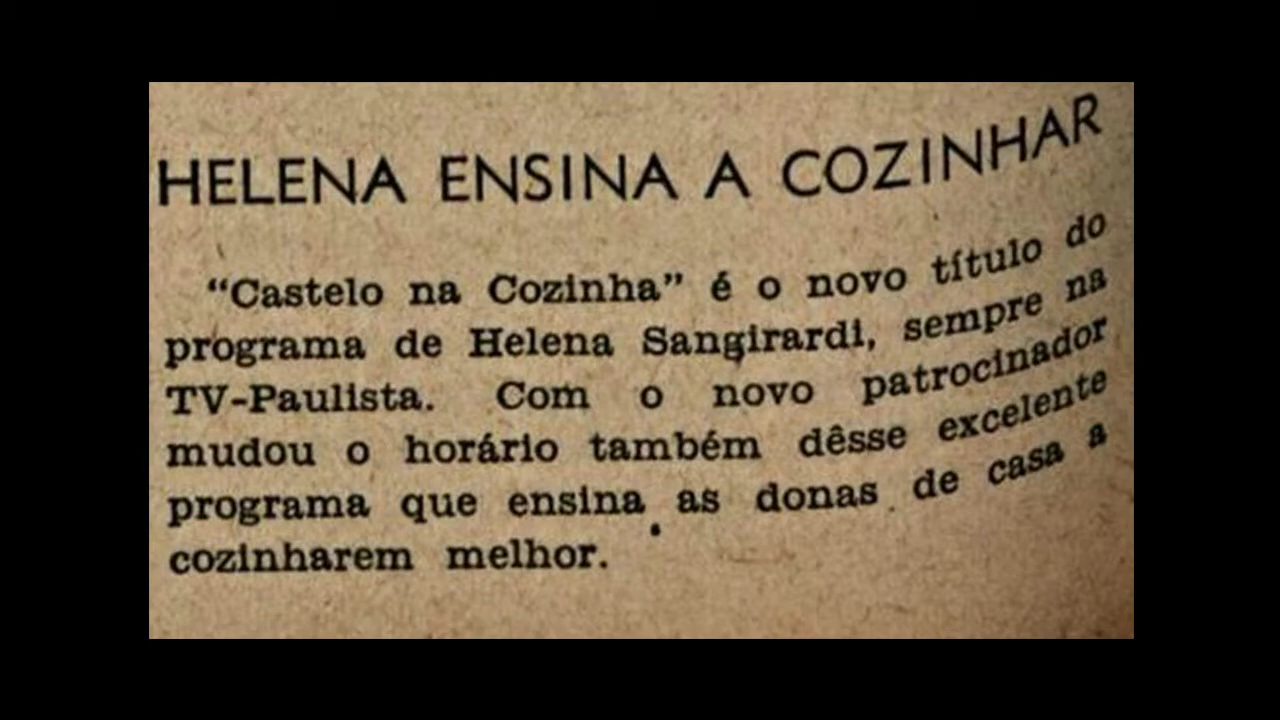 HELENA ENSINA A COZINHAR
“Castelo na Cozinha” é o novo título do
programa de Helena Sangirardi, sempre na
TV-Paulista. Com o novo patrocinador
mudou o horário também dêsse excelente
programa que ensina as donas de casa a
cozinharem melhor.